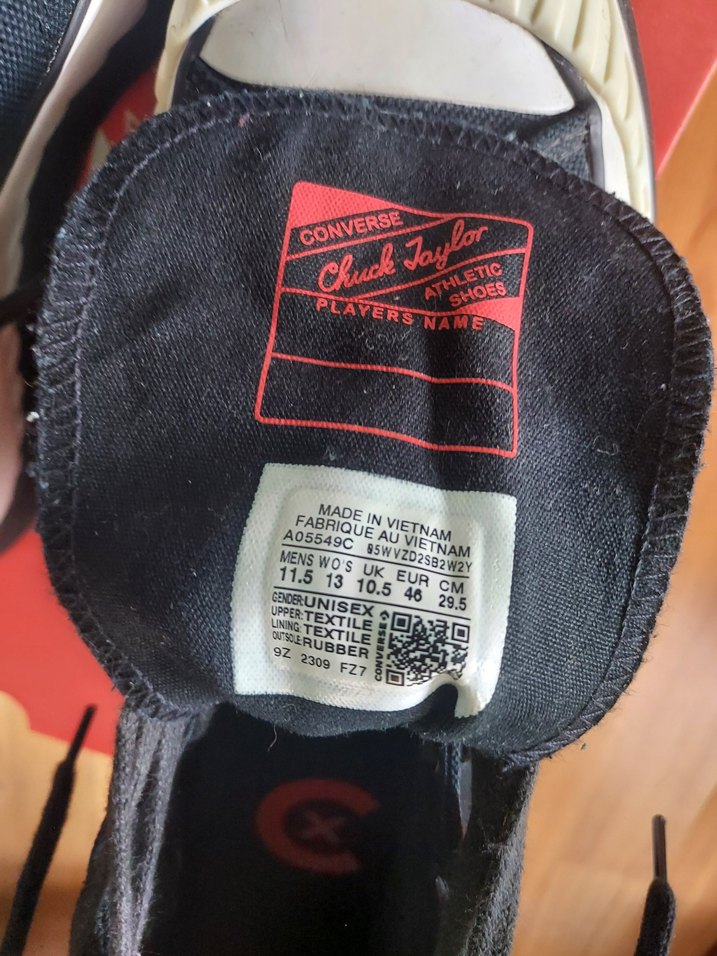 CONVERSE
Chuck Taylor
ATHLETIC
SHOES
PLAYERS NAME
MADE IN VIETNAM
FABRIQUE AU VIETNAM
A05549C B5WVZD2SB2W2Y
MENS WO'S UK EUR CM
11.5 13 10.5 46 29.5
GENDER: UNISEX
UPPER: TEXTILE
LINING: TEXTILE
OUTSOLE: RUBBER
CONVERSE
9Z 2309 FZ7
CX